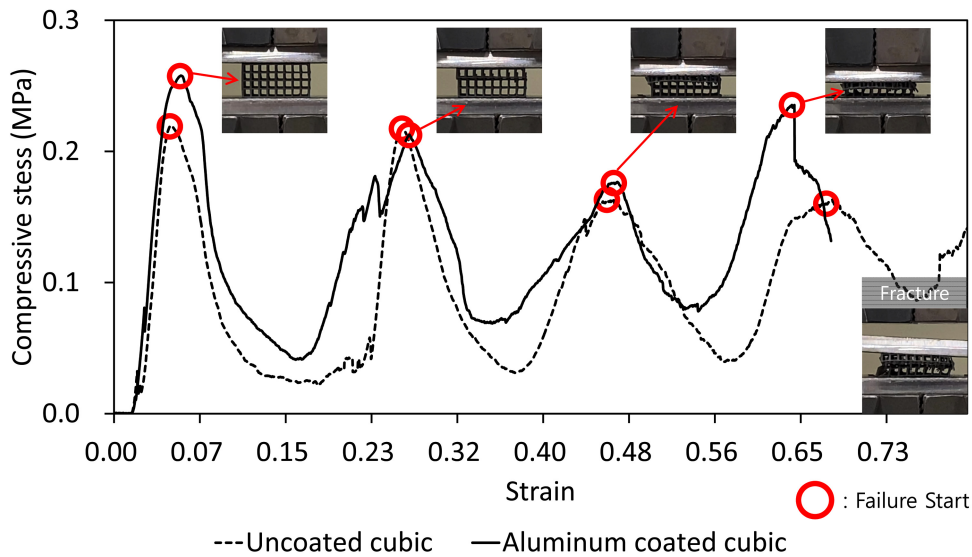 0.3
0.2
0.1
0.0
Compressive stess (MPa)
0.00 0.07 0.15 0.23 0.32 0.40 0.48 0.56 0.65 0.73
Strain
Fracture
: Failure Start
Uncoated cubic
Aluminum coated cubic